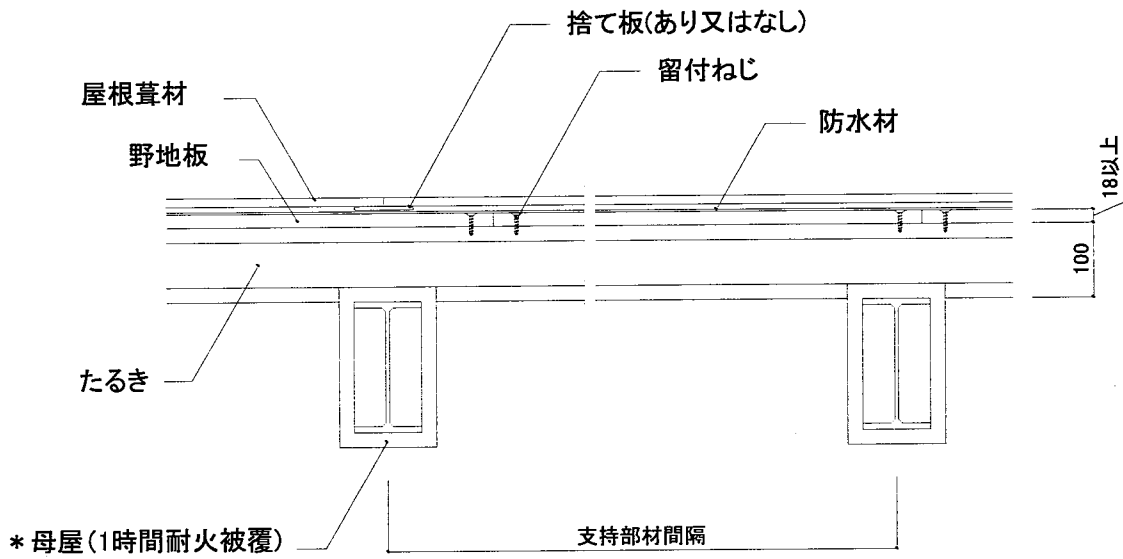 捨て板(あり又はなし)
留付ねじ
屋根葺材
防水材
野地板
18以上
100
たるき
*母屋(1時間耐火被覆)
支持部材間隔